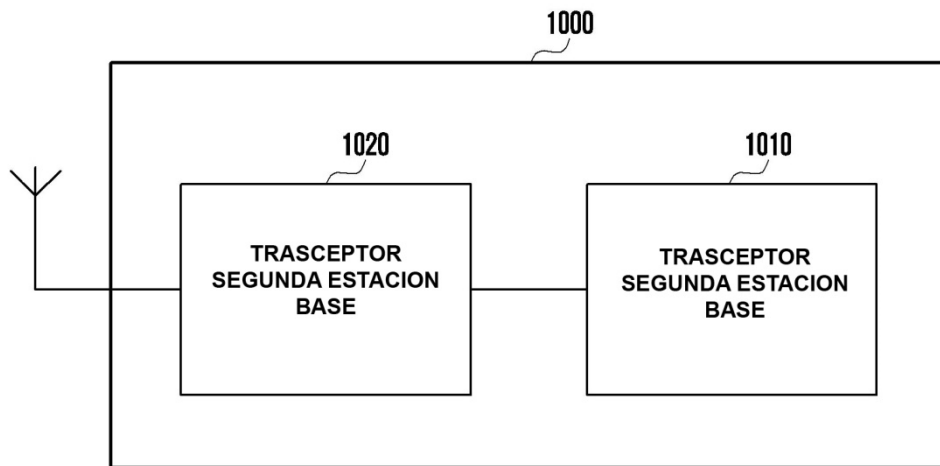 1000
1020
1010
TRASCEPTOR
SEGUNDA ESTACION
BASE
TRASCEPTOR
SEGUNDA ESTACION
BASE